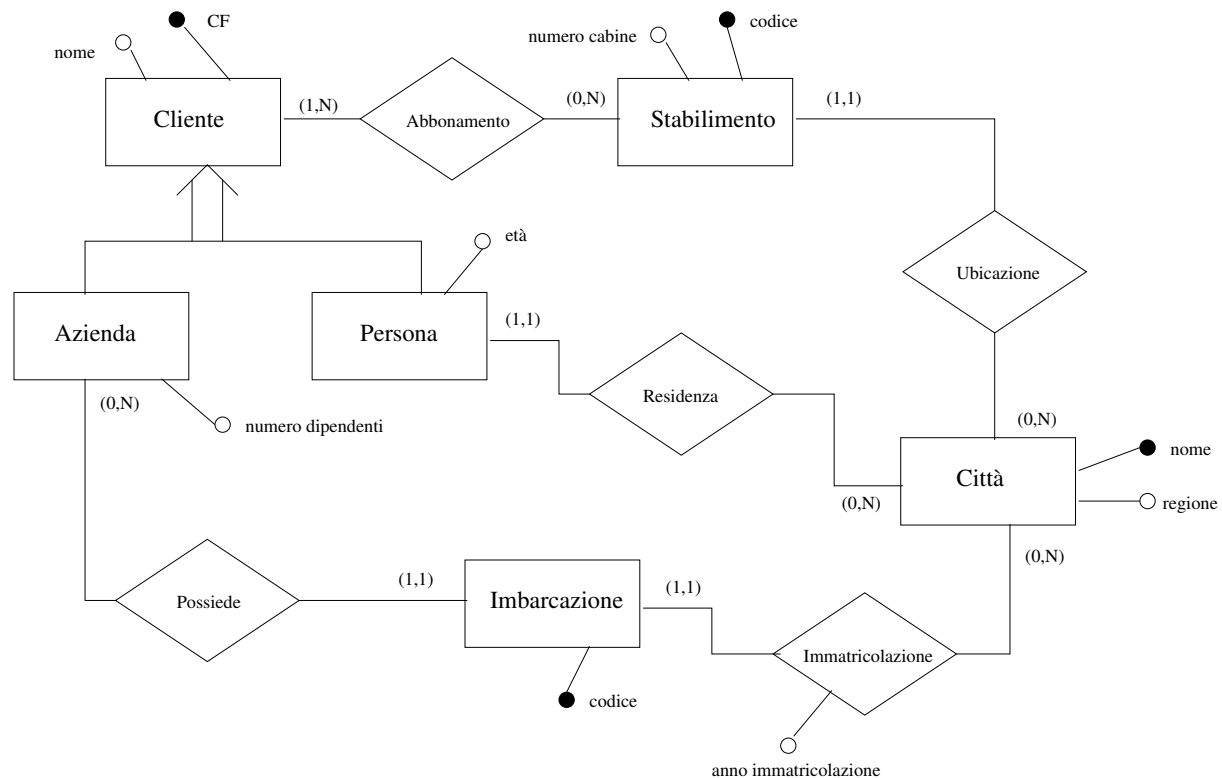 CF
codice
nome
numero cabine
Cliente
(1,N)
Abbonamento
(0,N)
Stabilimento
(1,1)
età
Ubicazione
Azienda
Persona
(1,1)
(0,N)
Residenza
numero dipendenti
(0,N)
nome
Città
(0,N)
regione
(0,N)
Possiede
(1,1)
Imbarcazione
(1,1)
Immatricolazione
codice
anno immatricolazione